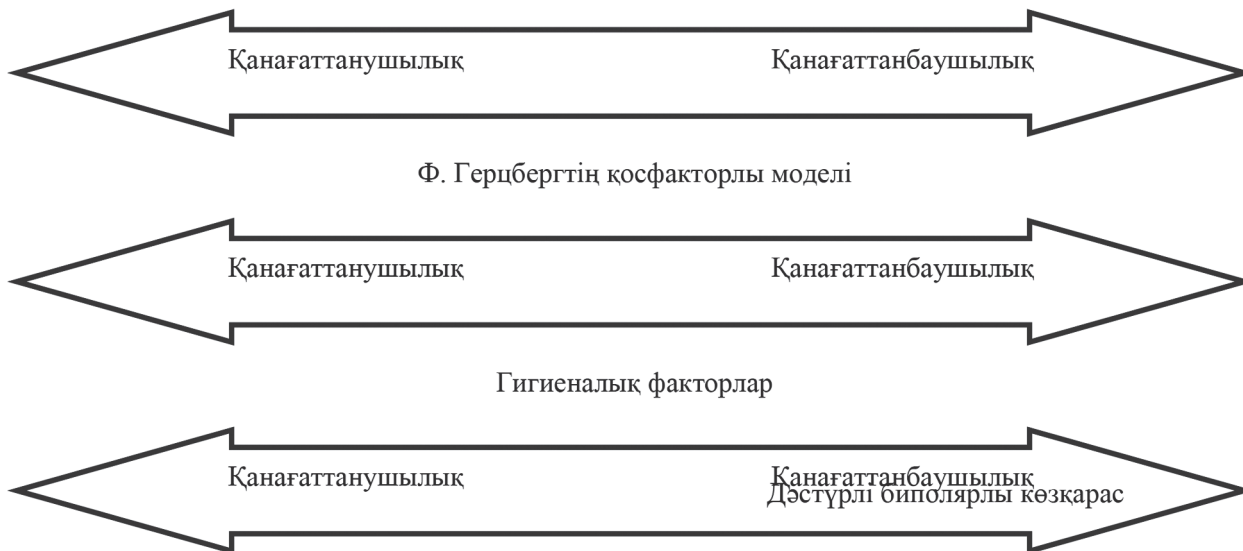 Қанағаттанушылық Қанағаттанбаушылық
Ф. Герцбергтің қосфакторлы моделі
Қанағаттанушылық Қанағаттанбаушылық
Гигиеналық факторлар
Қанағаттанушылық Қанағаттанбаушылық
Дәстүрлі биполярлы көзқарас